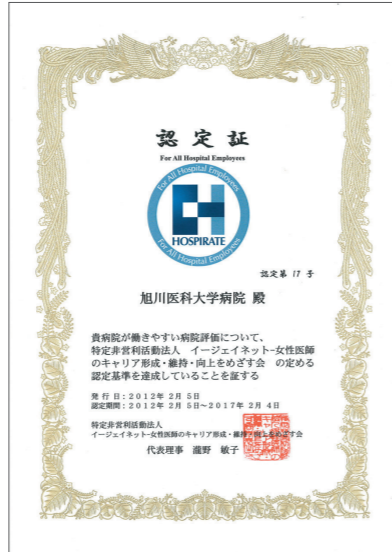 認定証
For All Hospital Employees
For All Hospital Employees
HOSPIRATE
For All Hospital Employees
認定第 17 号
旭川医科大学病院 殿
貴病院が働きやすい病院評価について、
特定非営利活動法人 イージェイネット-女性医師
のキャリア形成・維持・向上をめざす会 の定める
認定基準を達成していることを証する
発 行 日：2012年 2月 5日
認定期間：2012年 2月 5日～2017年 2月 4日
特定非営利活動法人
イージェイネット-女性医師のキャリア形成・維持・向上をめざす会
代表理事 瀧野 敏子